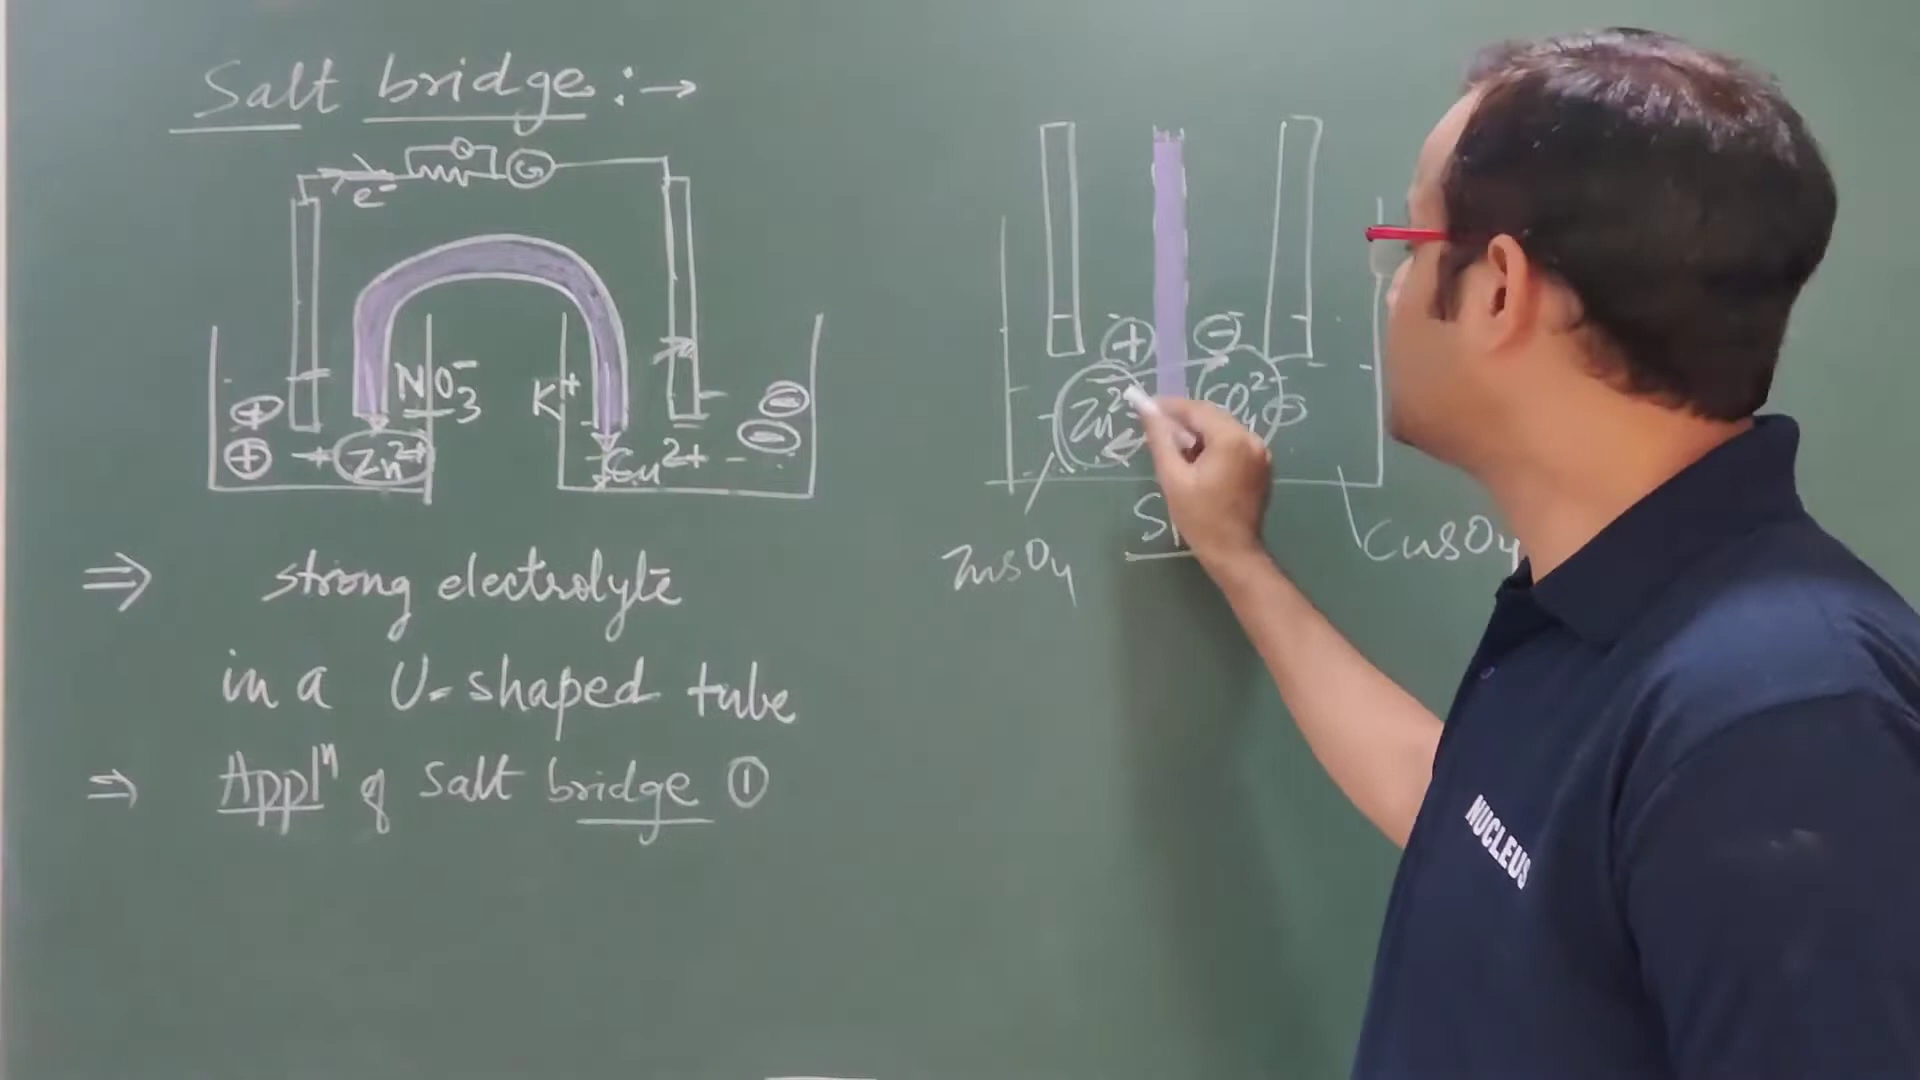 Salt bridge :→
e⁻ G
NO₃⁻ K⁺
+ −
+ + Zn²⁺ Cu²⁺ − −
⇒ strong electrolyte
in a U-shaped tube
⇒ Applⁿ of Salt bridge ①
+ −
Zn²⁺ SO₄²⁻ −
ZnSO₄ CuSO₄
NUCLEUS